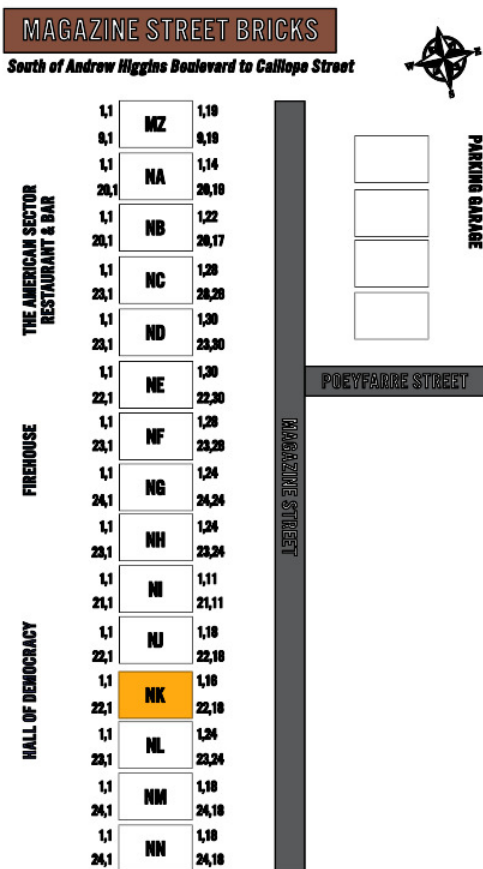 MAGAZINE STREET BRICKS
South of Andrew Higgins Boulevard to Calliope Street
1,1 1,19
MZ
9,1 9,19
1,1 1,14
NA
20,1 20,19
1,1 1,22
NB
20,1 20,17
1,1 1,28
NC
23,1 28,28
1,1 1,30
ND
23,1 23,30
1,1 1,30
NE
22,1 22,30
1,1 1,28
NF
23,1 23,28
1,1 1,24
NG
24,1 24,24
1,1 1,24
NH
23,1 23,24
1,1 1,11
NI
21,1 21,11
1,1 1,18
NJ
22,1 22,18
1,1 1,18
NK
22,1 22,18
1,1 1,24
NL
23,1 23,24
1,1 1,18
NM
24,1 24,18
1,1 1,18
NN
24,1 24,18
THE AMERICAN SECTOR
RESTAURANT & BAR
FIREHOUSE
HALL OF DEMOCRACY
MAGAZINE STREET
POEYFARRE STREET
PARKING GARAGE
N
E
S
W